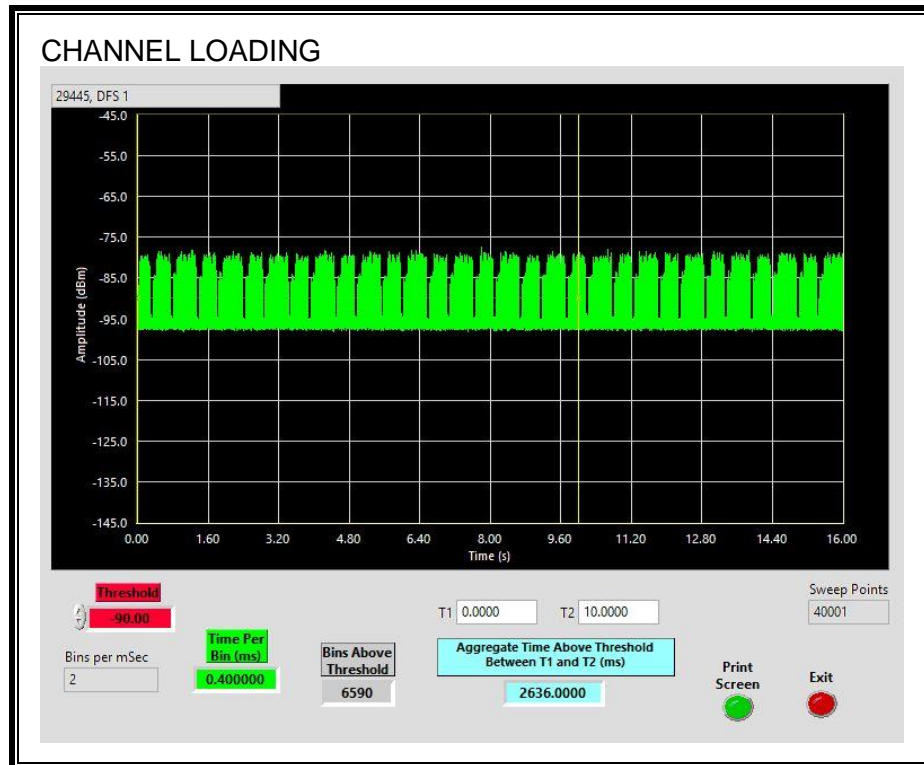 CHANNEL LOADING
29445, DFS 1
Amplitude (dBm)
-45.0
-55.0
-65.0
-75.0
-85.0
-95.0
-105.0
-115.0
-125.0
-135.0
-145.0
0.00 1.60 3.20 4.80 6.40 8.00 9.60 11.20 12.80 14.40 16.00
Time (s)
Threshold
-90.00
Bins per mSec
2
Time Per
Bin (ms)
0.400000
Bins Above
Threshold
6590
T1 0.0000 T2 10.0000
Aggregate Time Above Threshold
Between T1 and T2 (ms)
2636.0000
Sweep Points
40001
Print
Screen
Exit